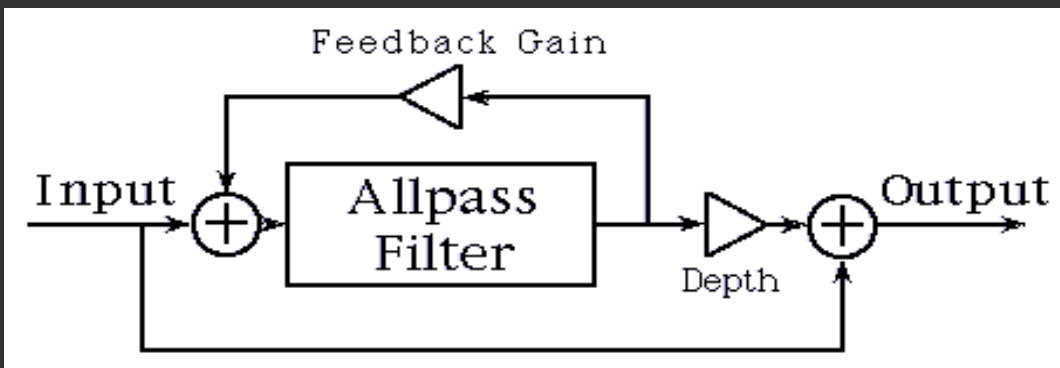 Feedback Gain
Input
Allpass
Filter
Output
Depth